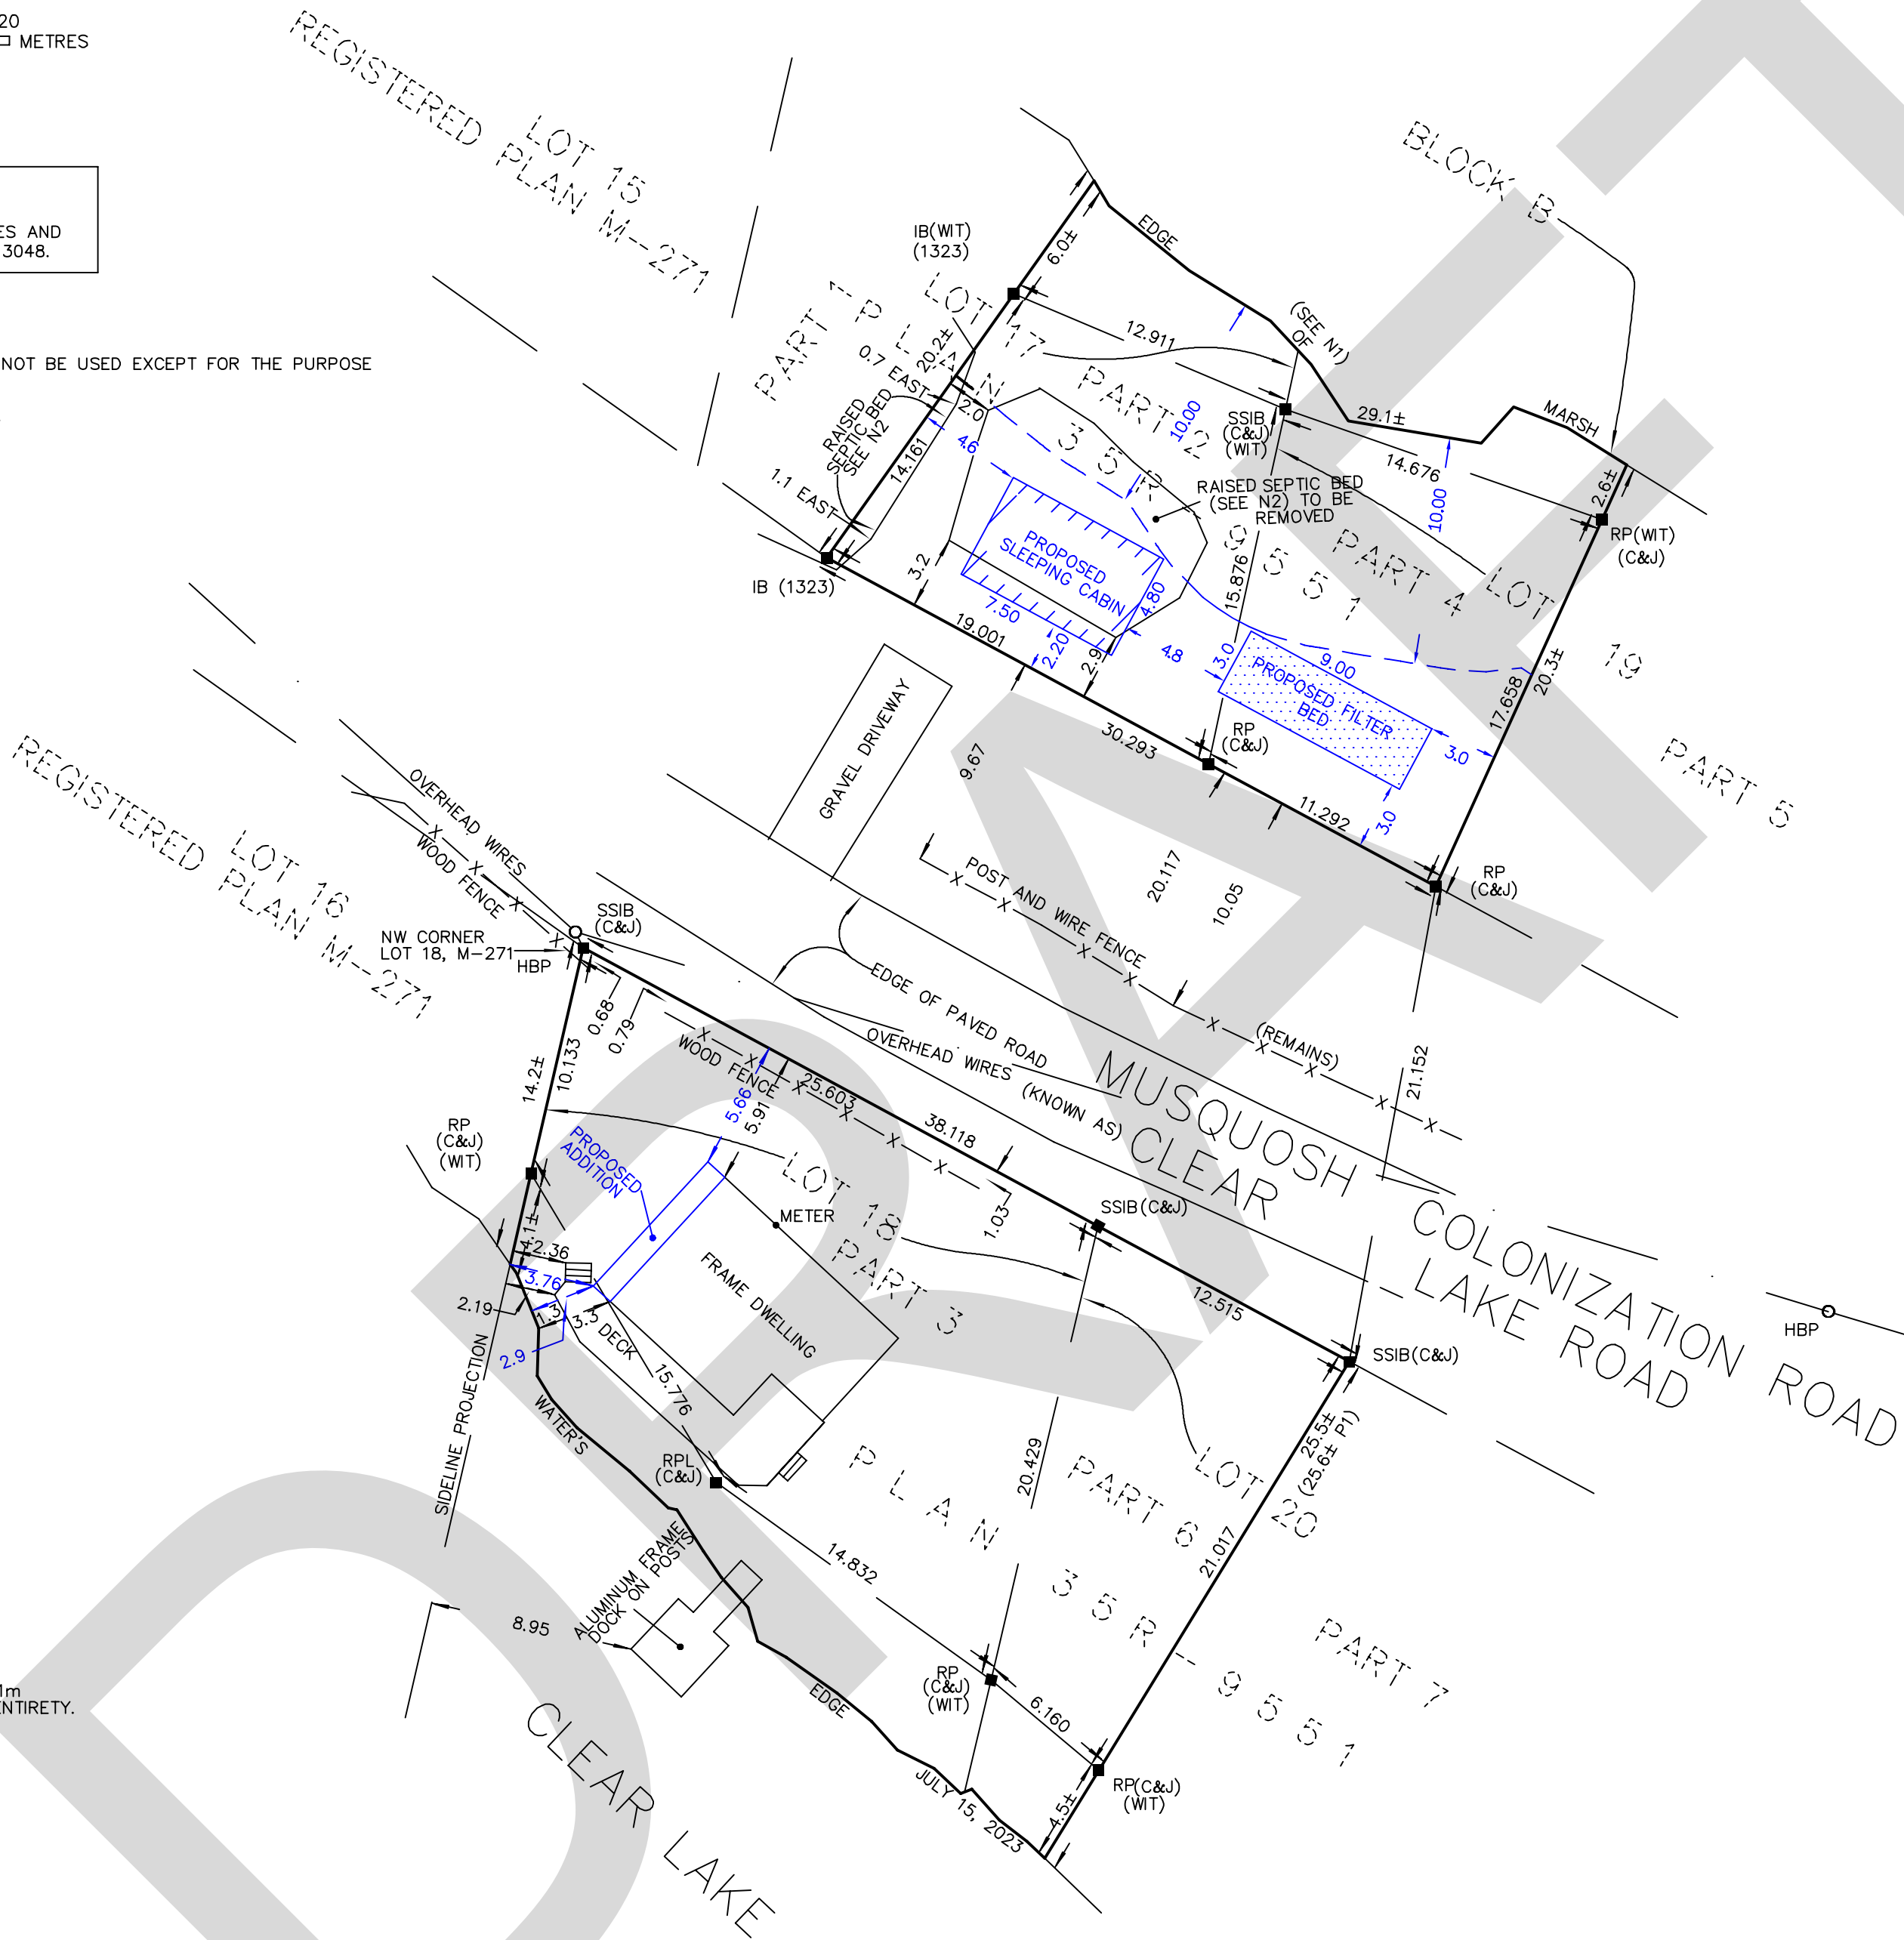 20
METRES
ES AND
3048.
NOT BE USED EXCEPT FOR THE PURPOSE
REGISTERED
LOT 15
PLAN M-271
BLOCK B
IB(WIT)
(1323)
6.0±
EDGE
(SEE N1)
OF
12.911
LOT 17
PART 1
PLAN
20.2±
0.7 EAST
2.0
PART 2
10.00
SSIB
(C&J)
(WIT)
29.1±
MARSH
14.676
10.00
2.6±
RP(WIT)
(C&J)
RAISED
SEPTIC BED
SEE N2
14.161
4.6
1.1 EAST
IB (1323)
35R-
9551
RAISED SEPTIC BED
(SEE N2) TO BE
REMOVED
PROPOSED
SLEEPING CABIN
3.2
7.50
4.80
2.20
2.9
4.8
3.0
15.876
PART 4
LOT 19
19.001
9.00
PROPOSED FILTER
BED
3.0
3.0
17.658
20.3±
PART 5
GRAVEL DRIVEWAY
30.293
RP
(C&J)
11.292
RP
(C&J)
9.67
20.117
10.05
POST AND WIRE FENCE
(REMAINS)
21.152
REGISTERED
LOT 16
PLAN M-271
OVERHEAD WIRES
WOOD FENCE
SSIB
(C&J)
NW CORNER
LOT 18, M-271
HBP
0.68
0.79
EDGE OF PAVED ROAD
OVERHEAD WIRES
(KNOWN AS)
MUSQUOSH COLONIZATION ROAD
CLEAR LAKE ROAD
HBP
14.2±
10.133
WOOD FENCE
25.603
5.66
5.91
38.118
1.03
RP
(C&J)
(WIT)
PROPOSED
ADDITION
LOT 18
METER
PART 3
SSIB(C&J)
12.515
SSIB(C&J)
4.1±
2.36
3.76
2.19
1.3
3.5
2.9
DECK
FRAME DWELLING
15.776
SIDELINE PROJECTION
WATER'S
RPL
(C&J)
PLAN
35R-9551
20.429
PART 6
LOT 20
25.5±
(25.6± P1)
21.017
PART 7
14.832
ALUMINUM FRAME
DOCK ON POSTS
8.95
EDGE
RP
(C&J)
(WIT)
6.160
RP(C&J)
(WIT)
JULY 15, 2023
4.5±
1m
ENTIRETY.
CLEAR LAKE
DRAFT